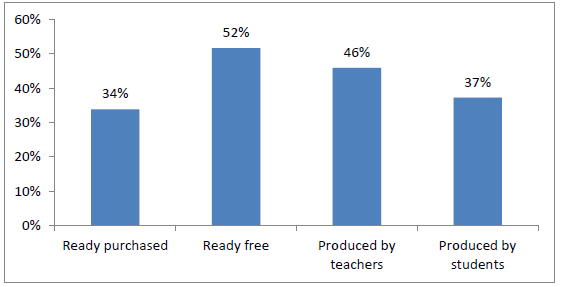 60%
50%
40%
30%
20%
10%
0%
34%
52%
46%
37%
Ready purchased
Ready free
Produced by
teachers
Produced by
students